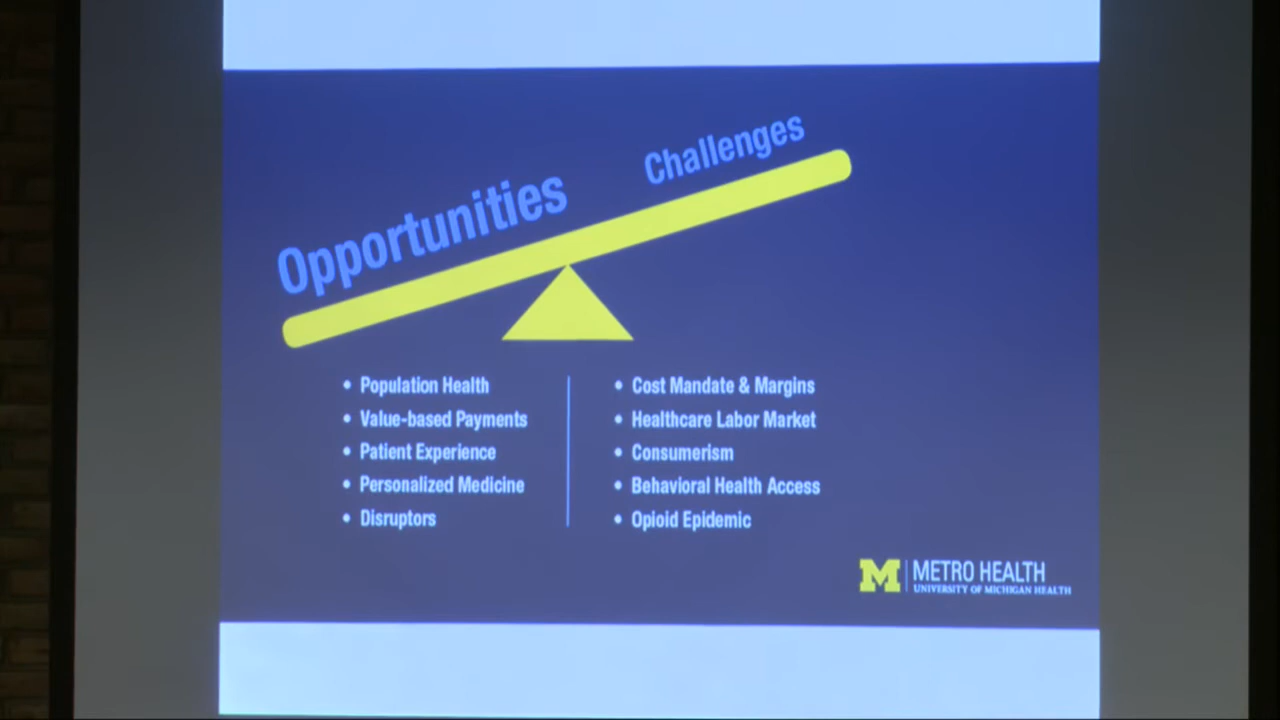 Opportunities
Challenges
• Population Health
• Value-based Payments
• Patient Experience
• Personalized Medicine
• Disruptors
• Cost Mandate & Margins
• Healthcare Labor Market
• Consumerism
• Behavioral Health Access
• Opioid Epidemic
M METRO HEALTH
UNIVERSITY OF MICHIGAN HEALTH